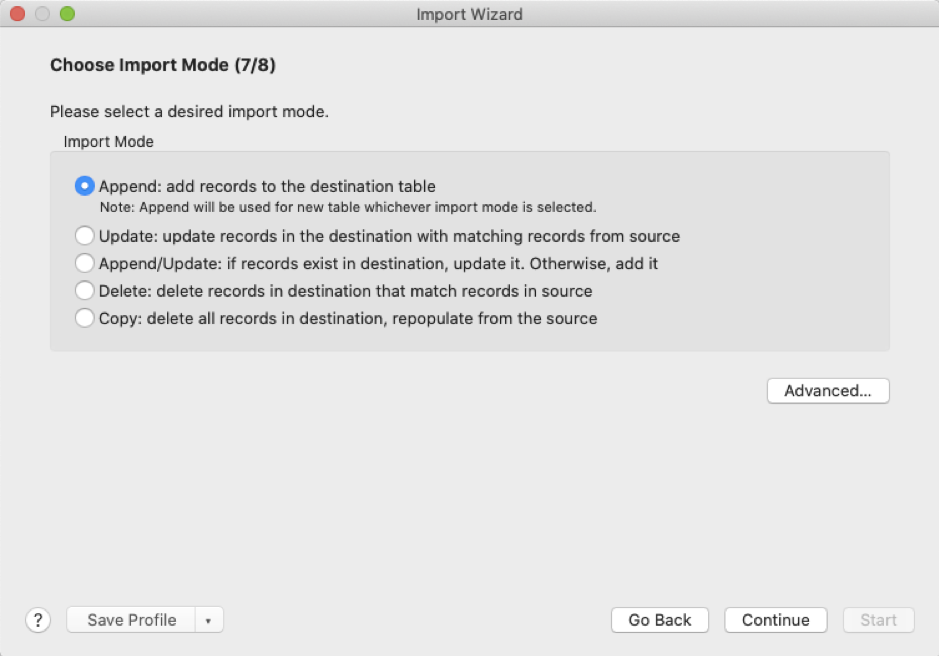 Import Wizard
Choose Import Mode (7/8)
Please select a desired import mode.
Import Mode
Append: add records to the destination table
Note: Append will be used for new table whichever import mode is selected.
Update: update records in the destination with matching records from source
Append/Update: if records exist in destination, update it. Otherwise, add it
Delete: delete records in destination that match records in source
Copy: delete all records in destination, repopulate from the source
Advanced...
? Save Profile Go Back Continue Start